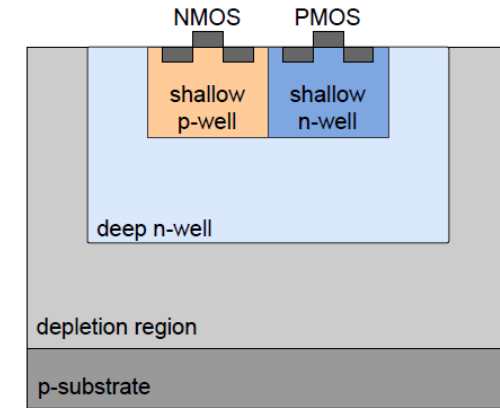 NMOS
PMOS
shallow
p-well
shallow
n-well
deep n-well
depletion region
p-substrate